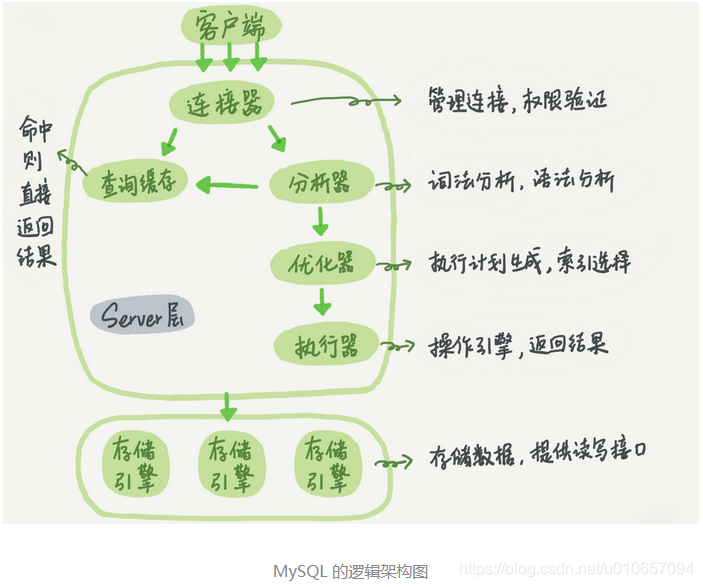 客户端
连接器
管理连接,权限验证
命中
则
直接
返回
结果
查询缓存
分析器
词法分析,语法分析
优化器
执行计划生成,索引选择
Server层
执行器
操作引擎,返回结果
存储
引擎
存储
引擎
存储
引擎
存储数据,提供读写接口
MySQL 的逻辑架构图
https://blog.csdn.net/u010657094